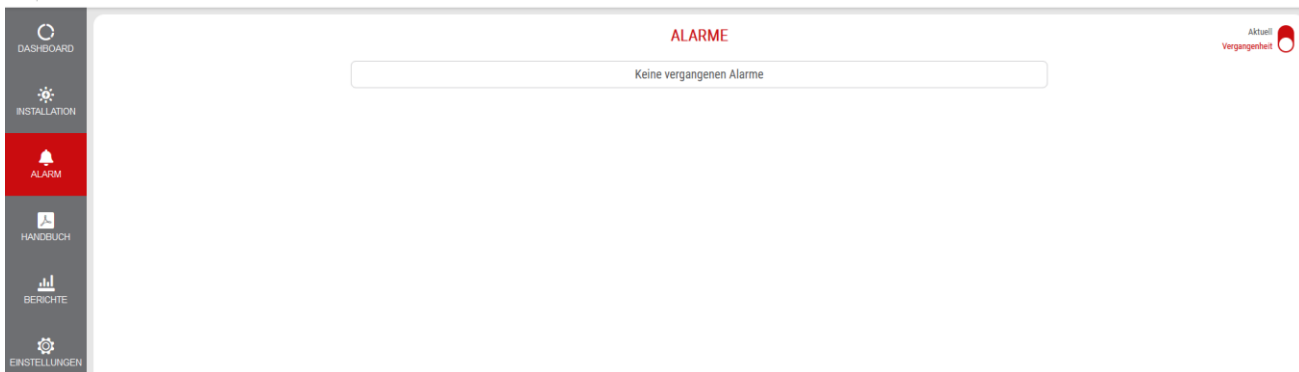 DASHBOARD
INSTALLATION
ALARM
HANDBUCH
BERICHTE
EINSTELLUNGEN
ALARME
Aktuell
Vergangenheit
Keine vergangenen Alarme